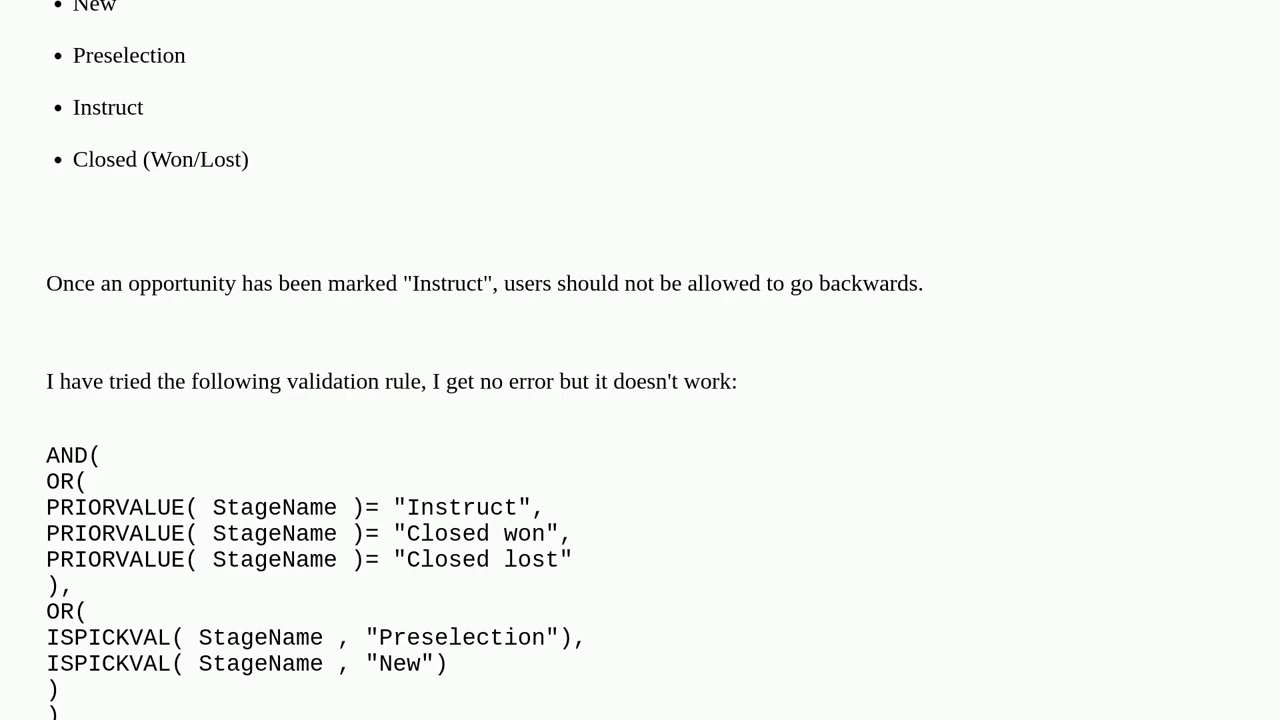 • New
• Preselection
• Instruct
• Closed (Won/Lost)
Once an opportunity has been marked "Instruct", users should not be allowed to go backwards.
I have tried the following validation rule, I get no error but it doesn't work:
AND(
OR(
PRIORVALUE( StageName )= "Instruct",
PRIORVALUE( StageName )= "Closed won",
PRIORVALUE( StageName )= "Closed lost"
),
OR(
ISPICKVAL( StageName , "Preselection"),
ISPICKVAL( StageName , "New")
)
)